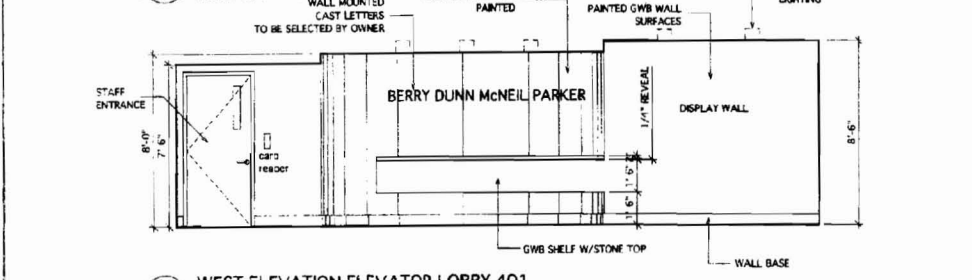 WALL MOUNTED
CAST LETTERS
TO BE SELECTED BY OWNER
PAINTED
PAINTED GWB WALL
SURFACES
LIGHTING
STAFF
ENTRANCE
BERRY DUNN McNEIL PARKER
1/4" REVEAL
DISPLAY WALL
8'-0"
7' 6"
card
reader
1' 6"
1' 6"
8'-6"
GWB SHELF W/STONE TOP
WALL BASE
WEST ELEVATION ELEVATOR LOBBY 401